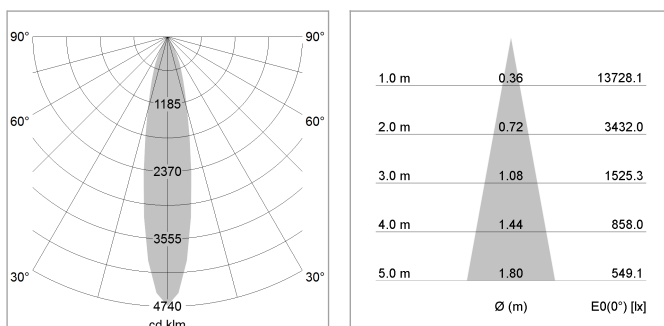 90° 90°
1185
60° 60°
2370
3555
30° 30°
4740
cd klm
1.0 m 0.36 13728.1
2.0 m 0.72 3432.0
3.0 m 1.08 1525.3
4.0 m 1.44 858.0
5.0 m 1.80 549.1
Ø (m) E0(0°) [lx]